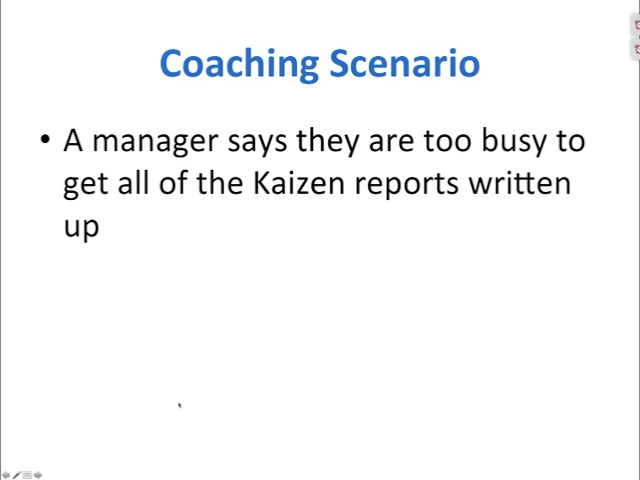 Coaching Scenario
• A manager says they are too busy to
get all of the Kaizen reports written
up